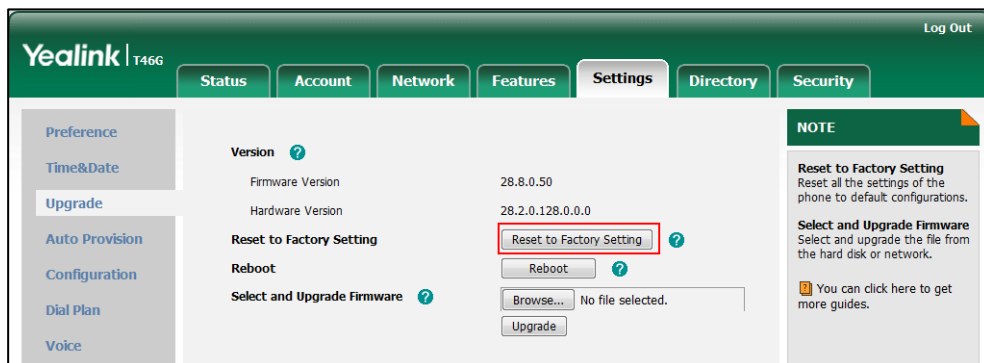 Log Out
Yealink | T46G
Status Account Network Features Settings Directory Security
Preference
Time&Date
Upgrade
Auto Provision
Configuration
Dial Plan
Voice
Version ?
Firmware Version 28.8.0.50
Hardware Version 28.2.0.128.0.0.0
Reset to Factory Setting Reset to Factory Setting ?
Reboot Reboot ?
Select and Upgrade Firmware ? Browse... No file selected.
Upgrade
NOTE
Reset to Factory Setting
Reset all the settings of the
phone to default configurations.
Select and Upgrade Firmware
Select and upgrade the file from
the hard disk or network.
? You can click here to get
more guides.